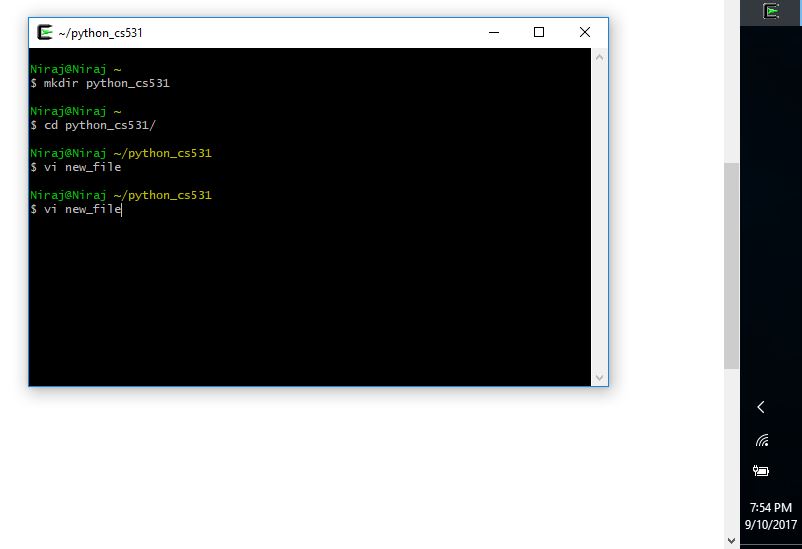 ~/python_cs531
Niraj@Niraj ~
$ mkdir python_cs531
Niraj@Niraj ~
$ cd python_cs531/
Niraj@Niraj ~/python_cs531
$ vi new_file
Niraj@Niraj ~/python_cs531
$ vi new_file
7:54 PM
9/10/2017